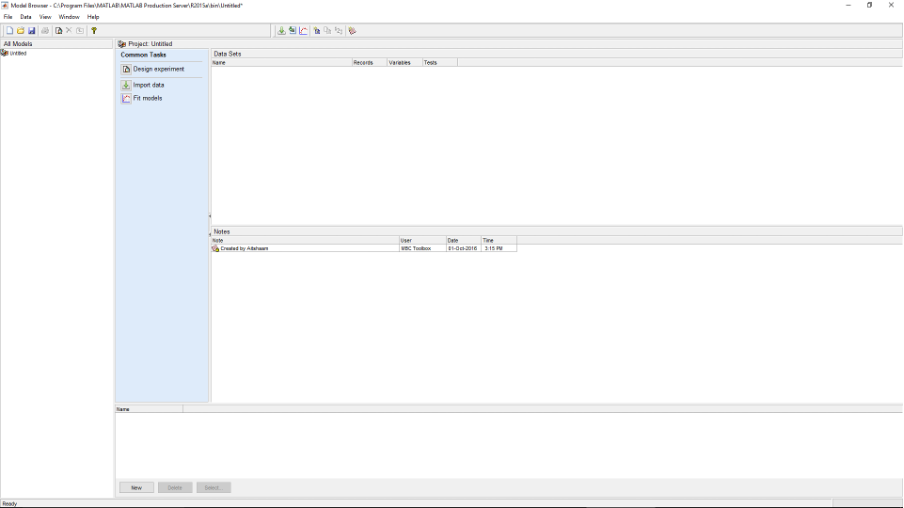 Model Browser - C:\Program Files\MATLAB\MATLAB Production Server\R2015a\bin\Untitled*
File Data View Window Help
All Models
Project: Untitled
Untitled
Common Tasks
Design experiment
Import data
Fit models
Data Sets
Name Records Variables Tests
Notes
Note User Date Time
Created by MBC Toolbox 01-Oct-2016 3:15 PM
Name
New Delete Select...
Ready